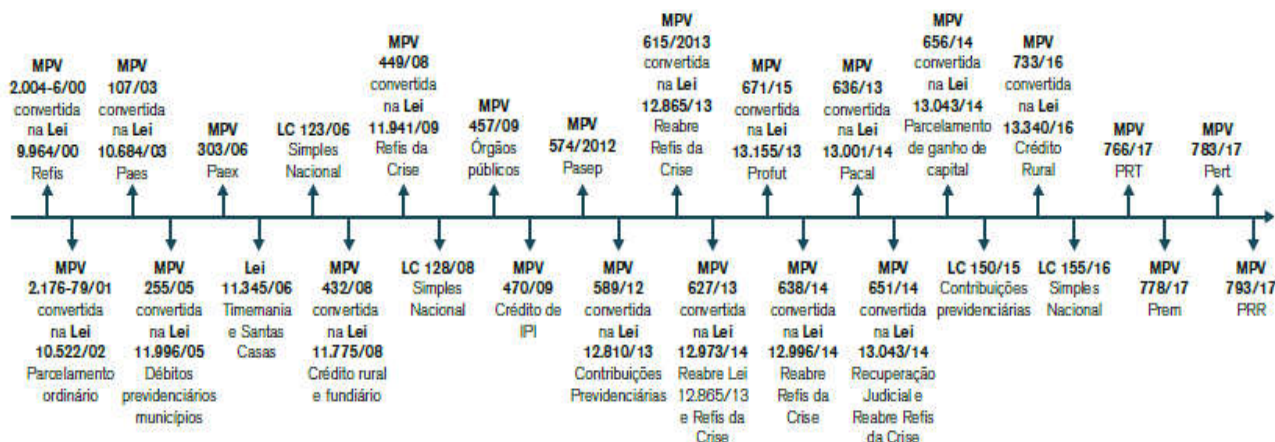 MPV
2.004-6/00
convertida
na Lei
9.964/00
Refis
MPV
107/03
convertida
na Lei
10.684/03
Paes
MPV
303/06
Paex
LC 123/06
Simples
Nacional
MPV
449/08
convertida
na Lei
11.941/09
Refis da
Crise
MPV
457/09
Órgãos
públicos
MPV
574/2012
Pasep
MPV
615/2013
convertida
na Lei
12.865/13
Reabre
Refis da
Crise
MPV
671/15
convertida
na Lei
13.155/13
Profut
MPV
636/13
convertida
na Lei
13.001/14
Pacal
MPV
656/14
convertida
na Lei
13.043/14
Parcelamento
de ganho de
capital
MPV
733/16
convertida
na Lei
13.340/16
Crédito
Rural
MPV
766/17
PRT
MPV
783/17
Pert
MPV
2.176-79/01
convertida
na Lei
10.522/02
Parcelamento
ordinário
MPV
255/05
convertida
na Lei
11.996/05
Débitos
previdenciários
municípios
Lei
11.345/06
Timemania
e Santas
Casas
MPV
432/08
convertida
na Lei
11.775/08
Crédito rural
e fundiário
LC 128/08
Simples
Nacional
MPV
470/09
Crédito de
IPI
MPV
589/12
convertida
na Lei
12.810/13
Contribuições
Previdenciárias
MPV
627/13
convertida
na Lei
12.973/14
Reabre Lei
12.865/13
e Refis da
Crise
MPV
638/14
convertida
na Lei
12.996/14
Reabre
Refis da
Crise
MPV
651/14
convertida
na Lei
13.043/14
Recuperação
Judicial e
Reabre Refis
da Crise
LC 150/15
Contribuições
previdenciárias
LC 155/16
Simples
Nacional
MPV
778/17
Prem
MPV
793/17
PRR